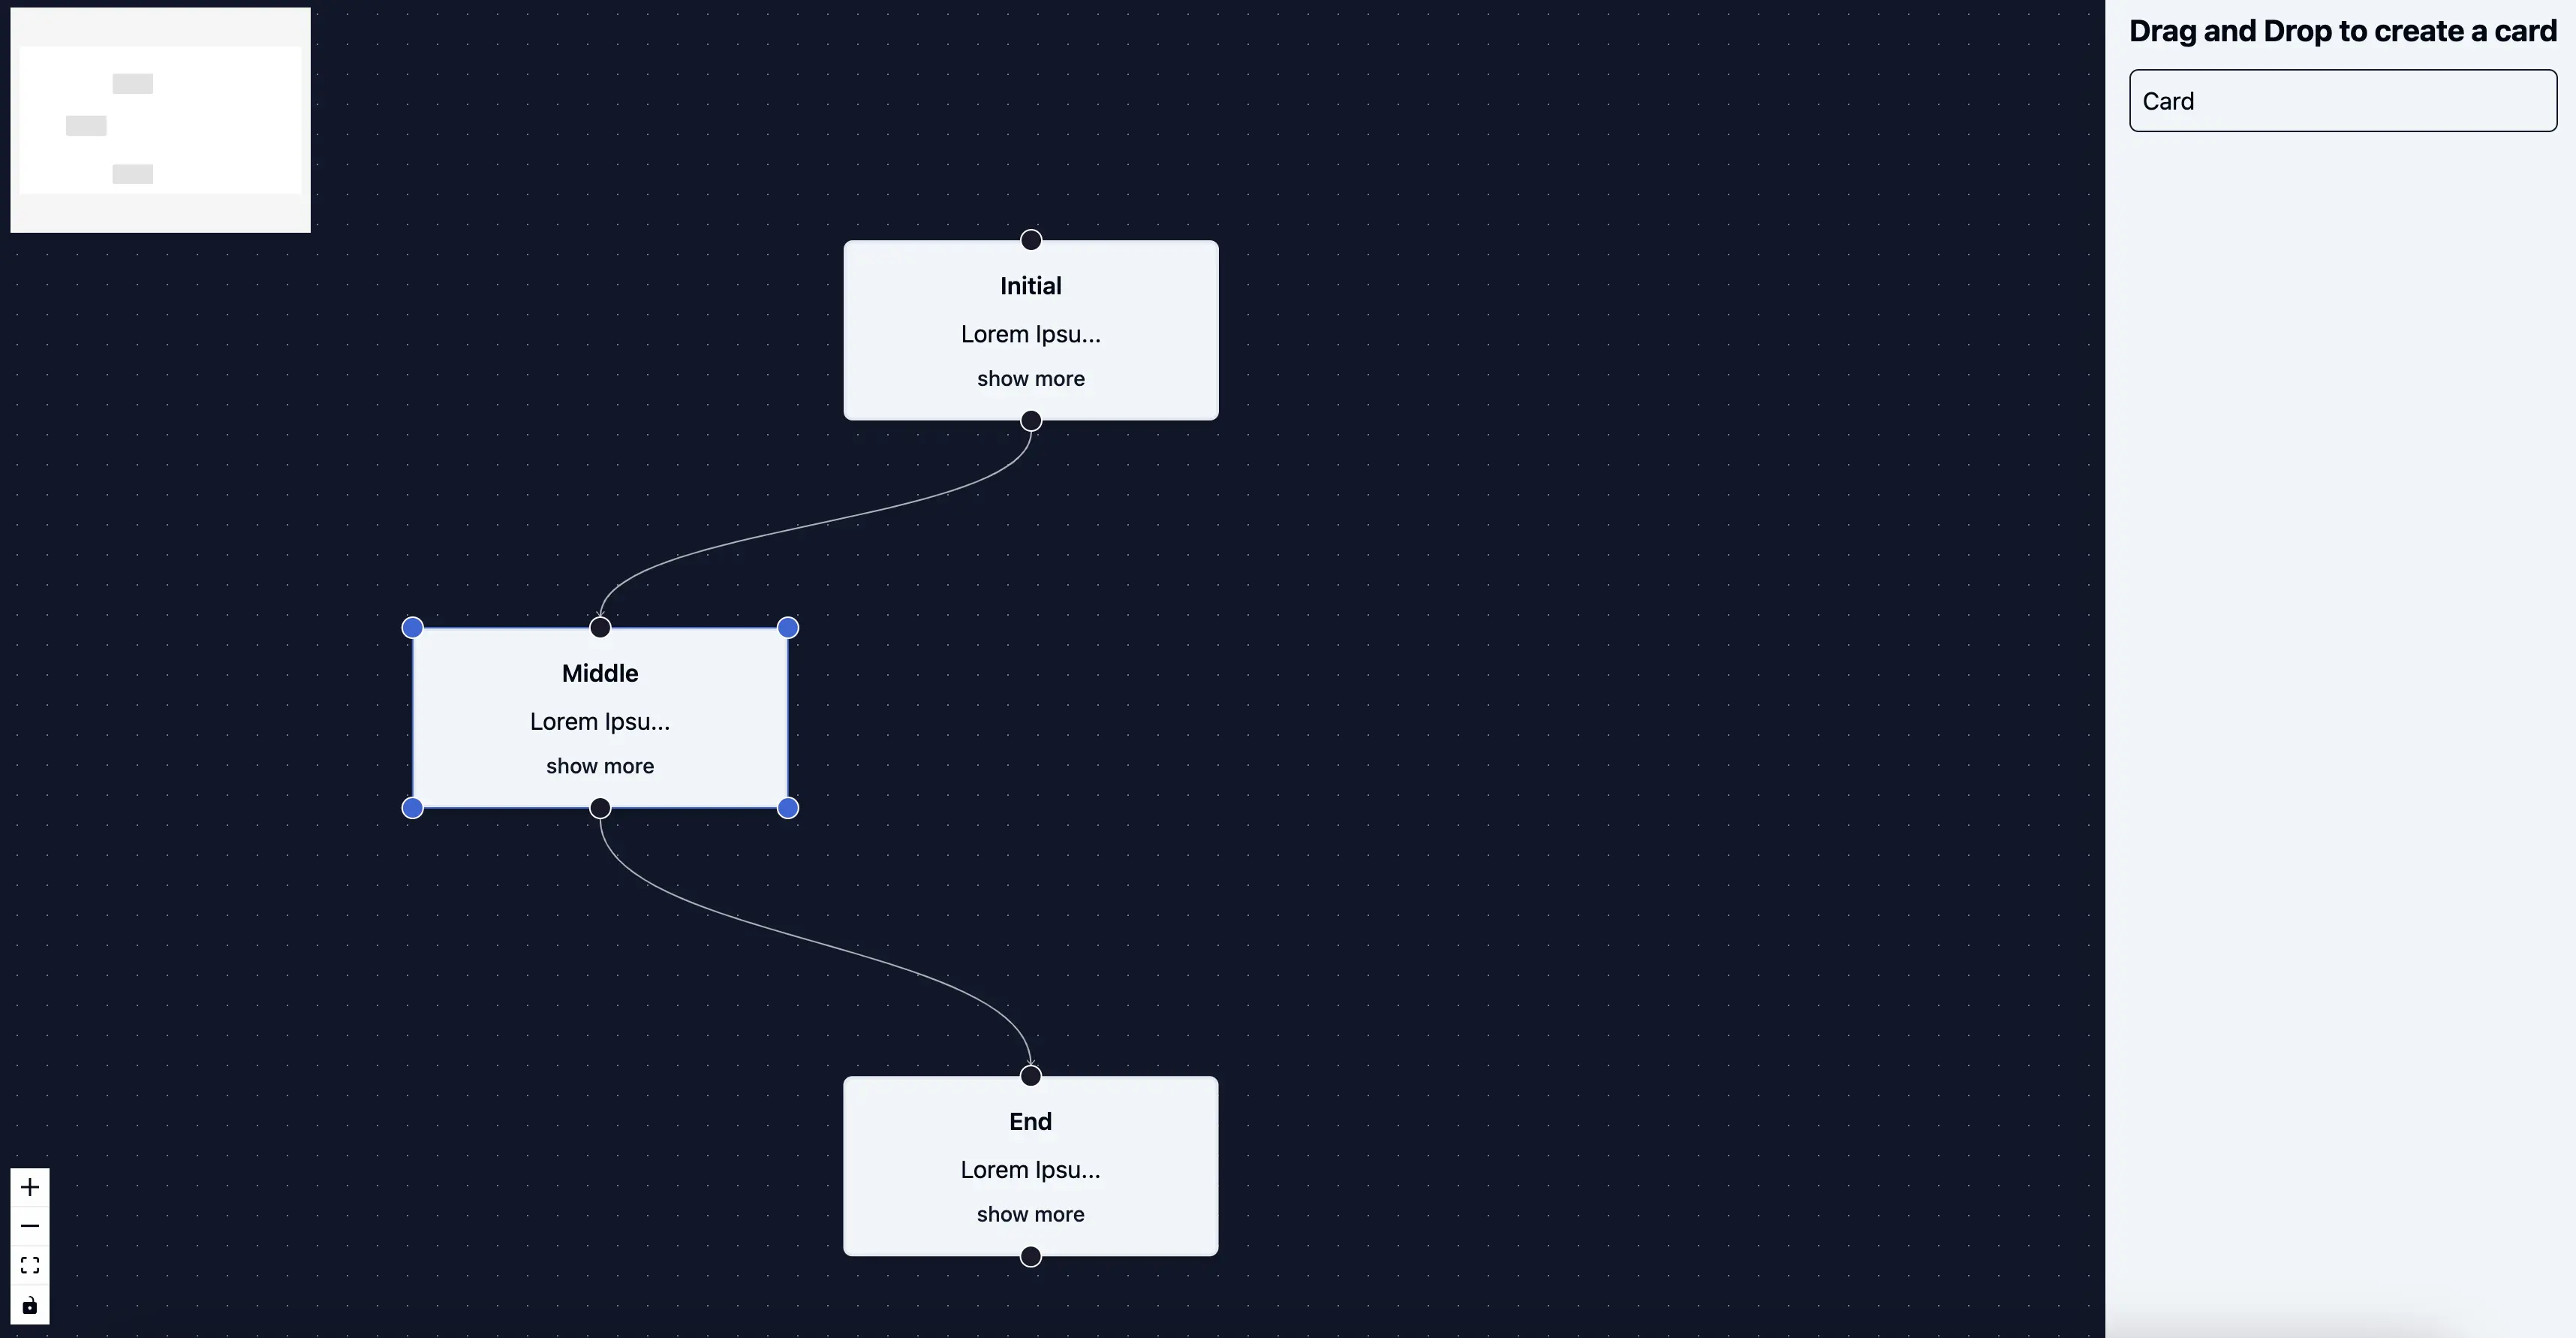 Drag and Drop to create a card
Card
Initial
Lorem Ipsu...
show more
Middle
Lorem Ipsu...
show more
End
Lorem Ipsu...
show more